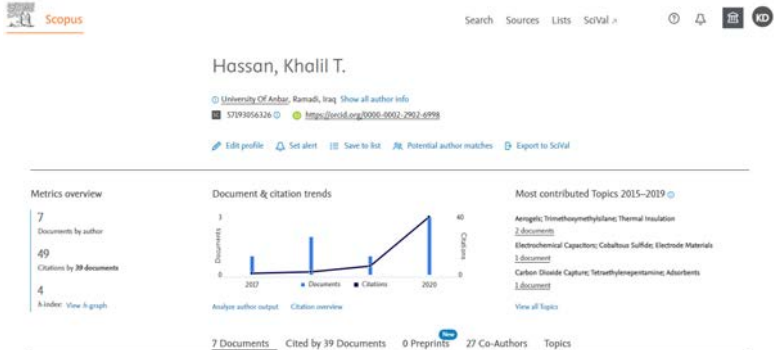 Scopus
Search Sources Lists SciVal
KD
Hassan, Khalil T.
University Of Anbar, Ramadi, Iraq Show all author info
57193056326 https://orcid.org/0000-0002-2902-6998
Edit profile Set alert Save to list Potential author matches Export to SciVal
Metrics overview
7
Documents by author
49
Citations by 39 documents
4
h-index: View h-graph
Document & citation trends
3
40
Documents
Citations
0
0
2017
2020
Documents Citations
Analyze author output Citation overview
Most contributed Topics 2015–2019
Aerogels; Trimethoxymethylsilane; Thermal Insulation
2 documents
Electrochemical Capacitors; Cobaltous Sulfide; Electrode Materials
1 document
Carbon Dioxide Capture; Tetraethylenepentamine; Adsorbents
1 document
View all Topics
New
7 Documents Cited by 39 Documents 0 Preprints 27 Co-Authors Topics